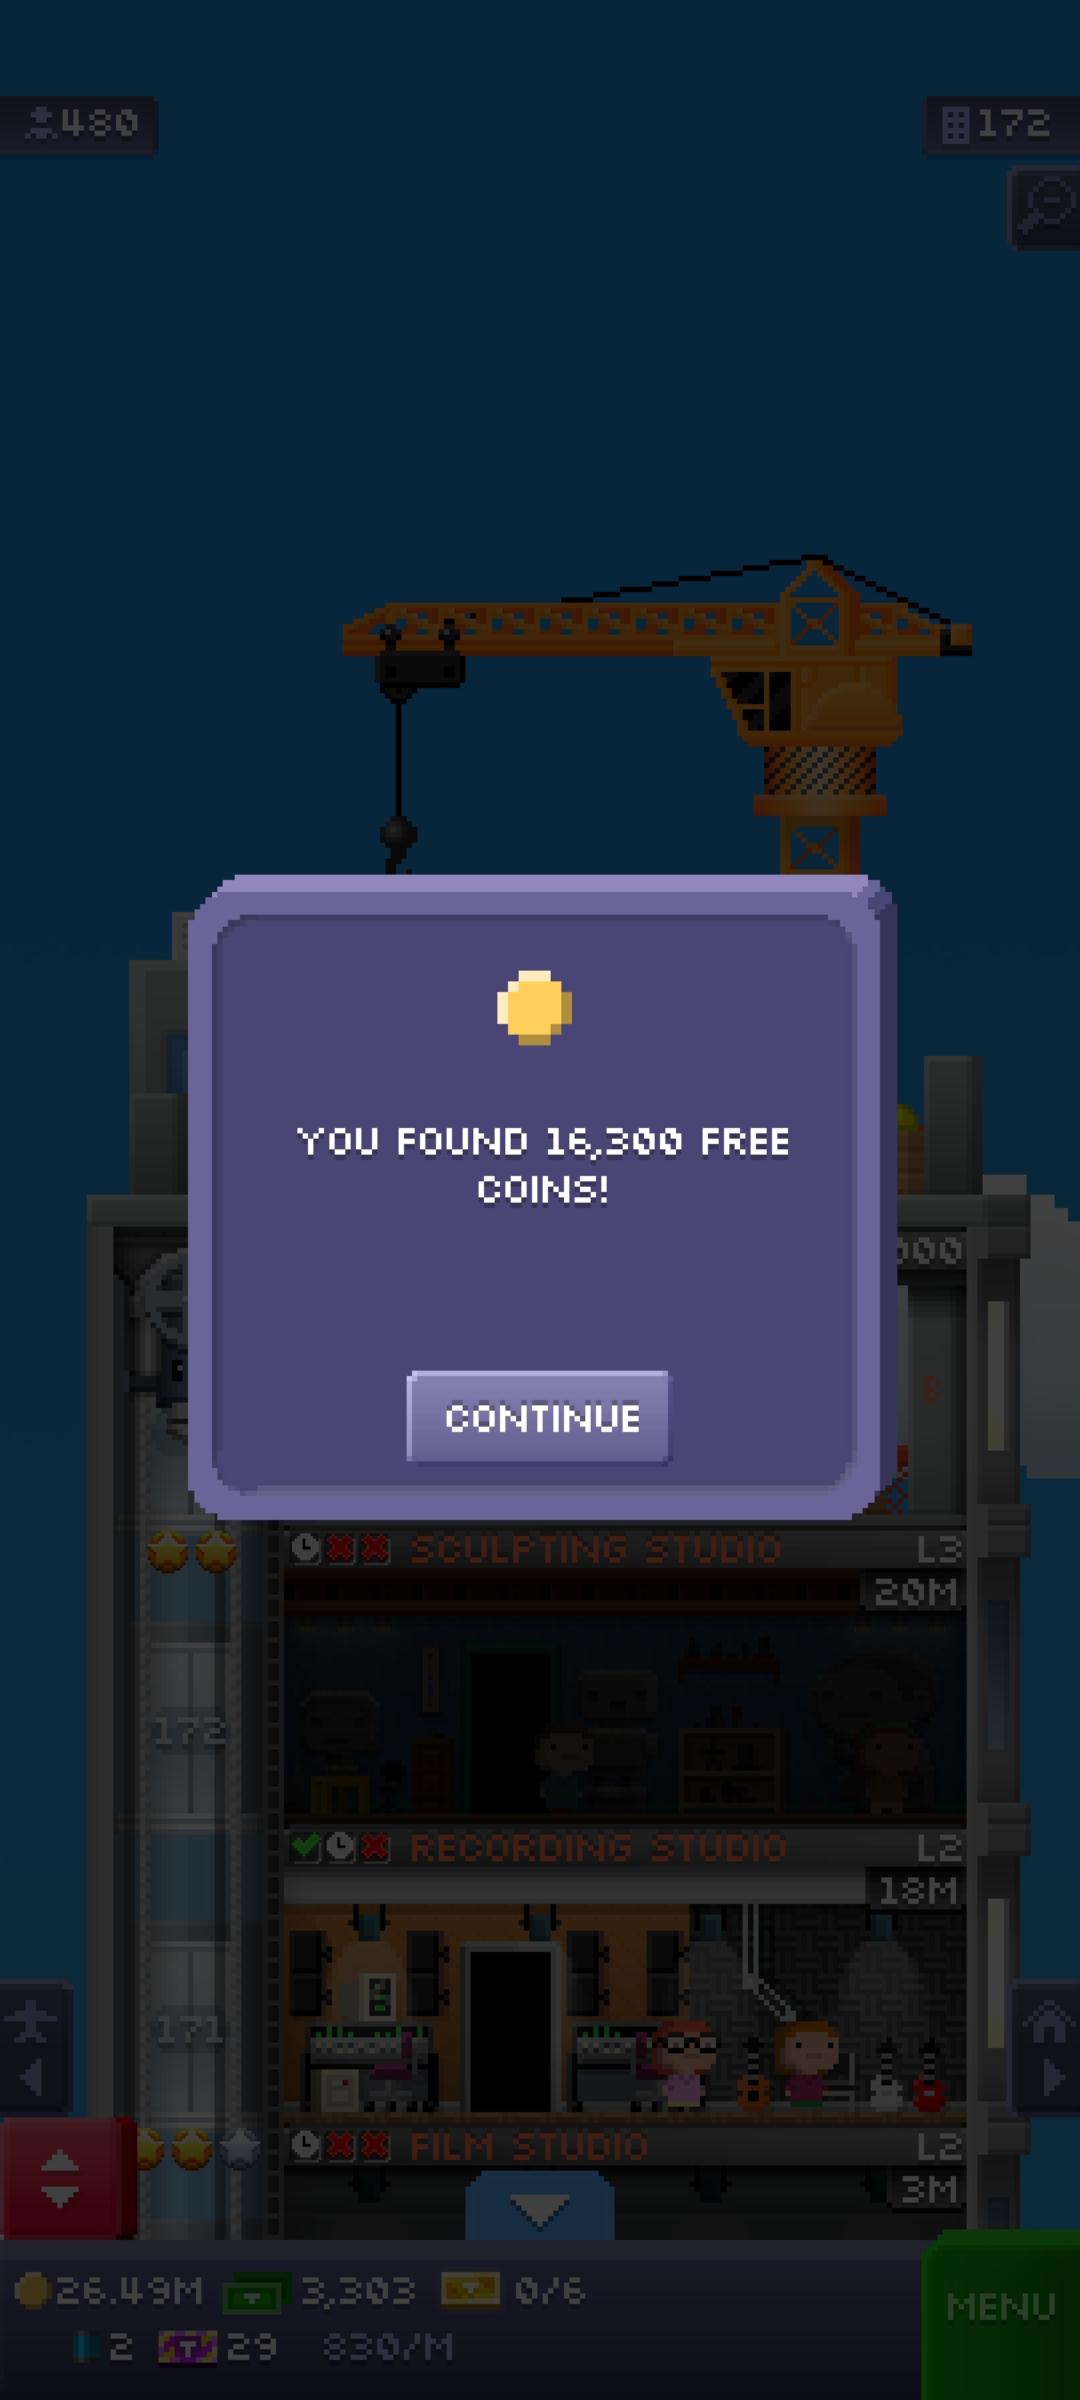 480
172
YOU FOUND 16,300 FREE
COINS!
CONTINUE
SCULPTING STUDIO L3
20M
172
RECORDING STUDIO L2
18M
171
FILM STUDIO L2
3M
26.49M 3,303 0/6
MENU
2 29 830/M